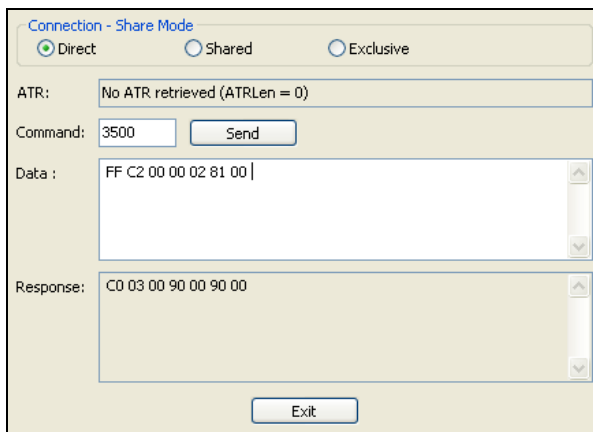 Connection - Share Mode
Direct Shared Exclusive
ATR: No ATR retrieved (ATRLen = 0)
Command: 3500 Send
Data : FF C2 00 00 02 81 00
Response: C0 03 00 90 00 90 00
Exit